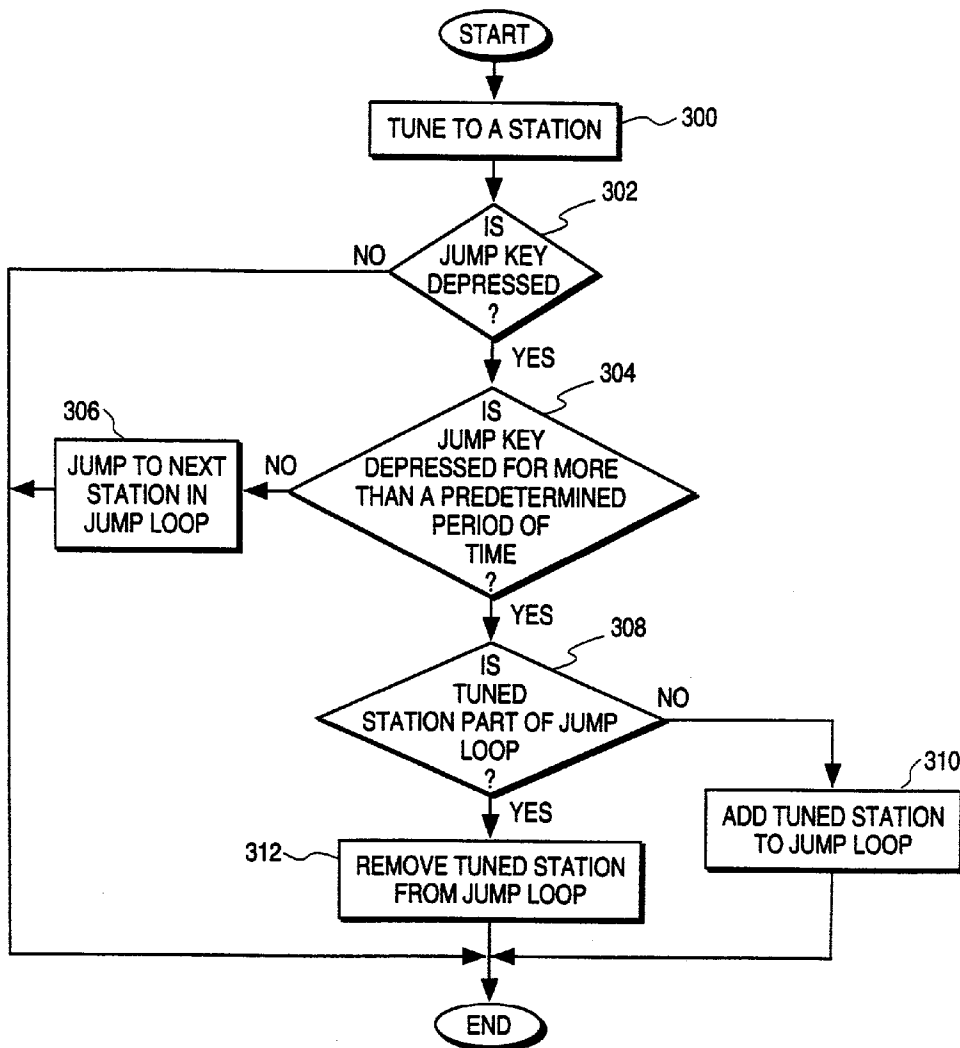 START
TUNE TO A STATION
300
302
IS
JUMP KEY
DEPRESSED
?
NO
YES
304
IS
JUMP KEY
DEPRESSED FOR MORE
THAN A PREDETERMINED
PERIOD OF
TIME
?
NO
306
JUMP TO NEXT
STATION IN
JUMP LOOP
YES
308
IS
TUNED
STATION PART OF JUMP
LOOP
?
NO
310
ADD TUNED STATION
TO JUMP LOOP
YES
312
REMOVE TUNED STATION
FROM JUMP LOOP
END